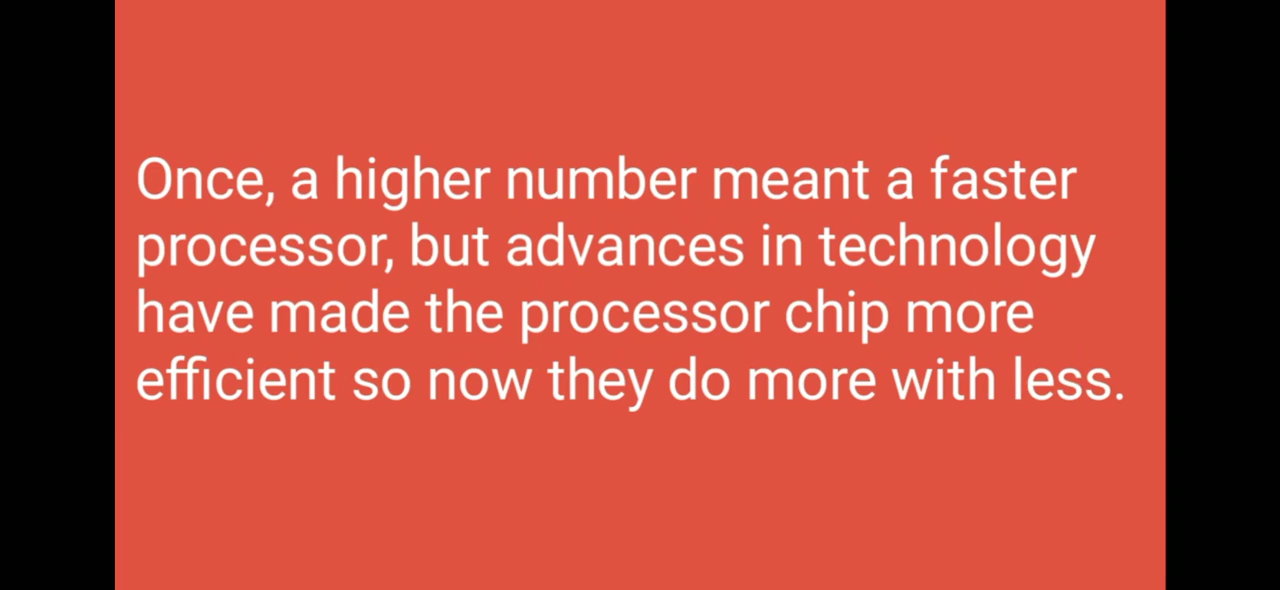 Once, a higher number meant a faster
processor, but advances in technology
have made the processor chip more
efficient so now they do more with less.